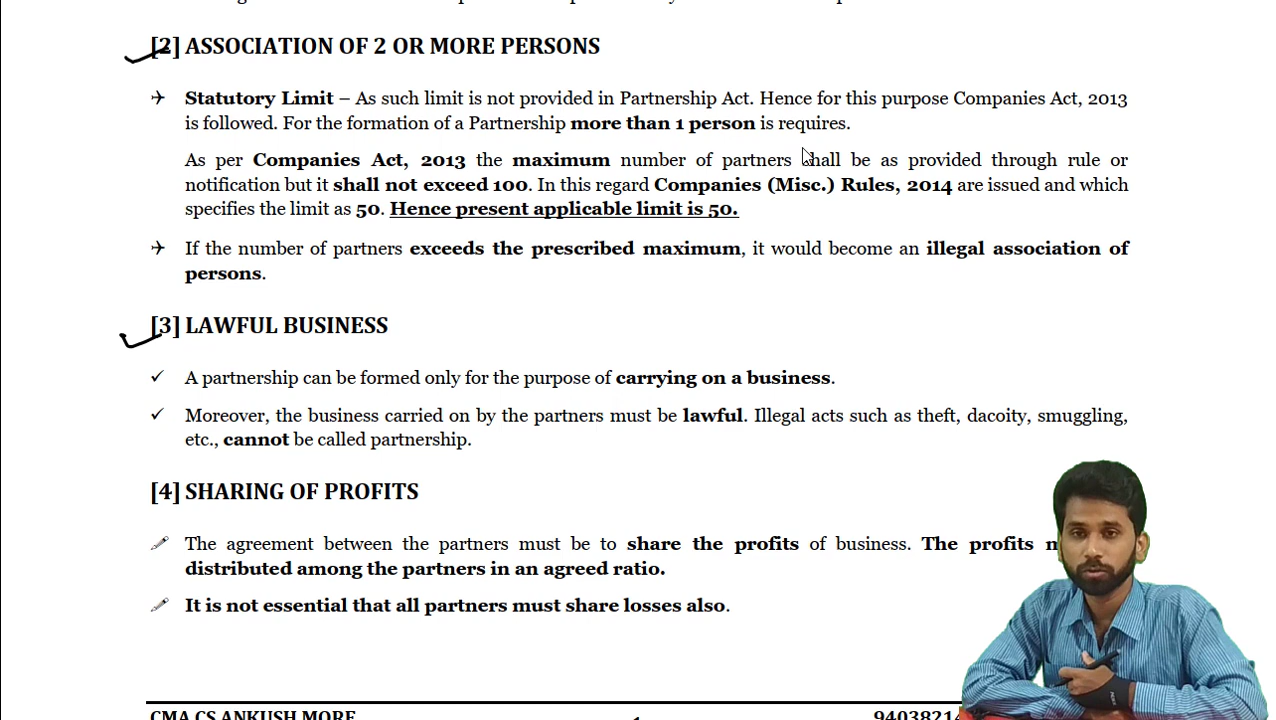 [2] ASSOCIATION OF 2 OR MORE PERSONS
Statutory Limit – As such limit is not provided in Partnership Act. Hence for this purpose Companies Act, 2013
is followed. For the formation of a Partnership more than 1 person is requires.
As per Companies Act, 2013 the maximum number of partners shall be as provided through rule or
notification but it shall not exceed 100. In this regard Companies (Misc.) Rules, 2014 are issued and which
specifies the limit as 50. Hence present applicable limit is 50.
If the number of partners exceeds the prescribed maximum, it would become an illegal association of
persons.
[3] LAWFUL BUSINESS
A partnership can be formed only for the purpose of carrying on a business.
Moreover, the business carried on by the partners must be lawful. Illegal acts such as theft, dacoity, smuggling,
etc., cannot be called partnership.
[4] SHARING OF PROFITS
The agreement between the partners must be to share the profits of business. The profits
distributed among the partners in an agreed ratio.
It is not essential that all partners must share losses also.
CMA CS ANKUSH MORE 94038214